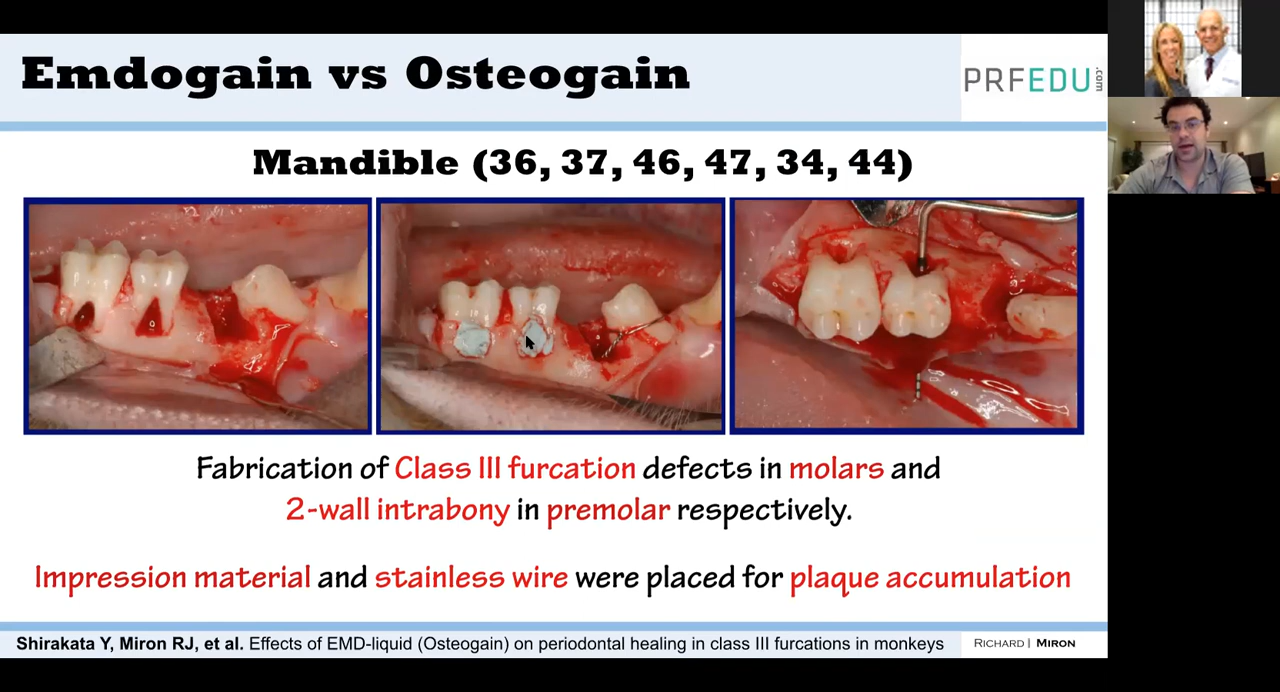 Emdogain vs Osteogain
PRFEDU.com
Mandible (36, 37, 46, 47, 34, 44)
Fabrication of Class III furcation defects in molars and
2-wall intrabony in premolar respectively.
Impression material and stainless wire were placed for plaque accumulation
Shirakata Y, Miron RJ, et al. Effects of EMD-liquid (Osteogain) on periodontal healing in class III furcations in monkeys
RICHARD | MIRON